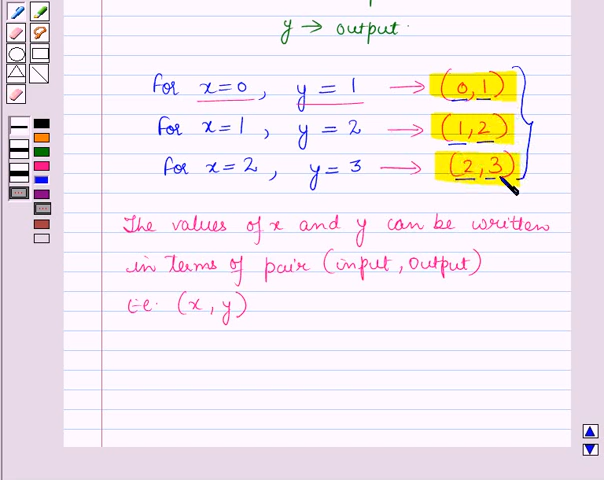 y → output.
for x=0, y = 1 → (0,1)
for x=1, y = 2 → (1,2)
for x=2, y = 3 → (2,3)
The values of x and y can be written
in terms of pair (input, output)
i.e. (x, y)